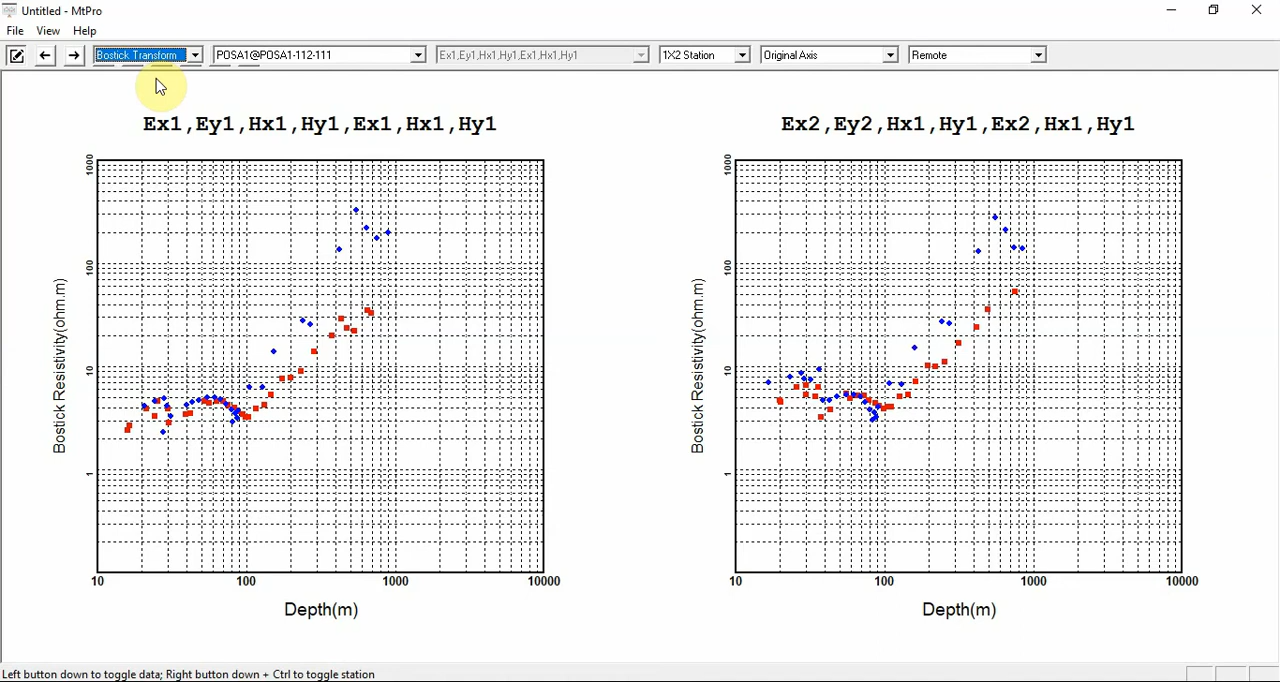 Untitled - MtPro
File View Help
Bostick Transform POSA1@POSA1-112-111 Ex1,Ey1,Hx1,Hy1,Ex1,Hx1,Hy1 1X2 Station Original Axis Remote
Ex1,Ey1,Hx1,Hy1,Ex1,Hx1,Hy1
1000
100
10
1
Bostick Resistivity(ohm.m)
10 100 1000 10000
Depth(m)
Ex2,Ey2,Hx1,Hy1,Ex2,Hx1,Hy1
1000
100
10
1
Bostick Resistivity(ohm.m)
10 100 1000 10000
Depth(m)
Left button down to toggle data; Right button down + Ctrl to toggle station